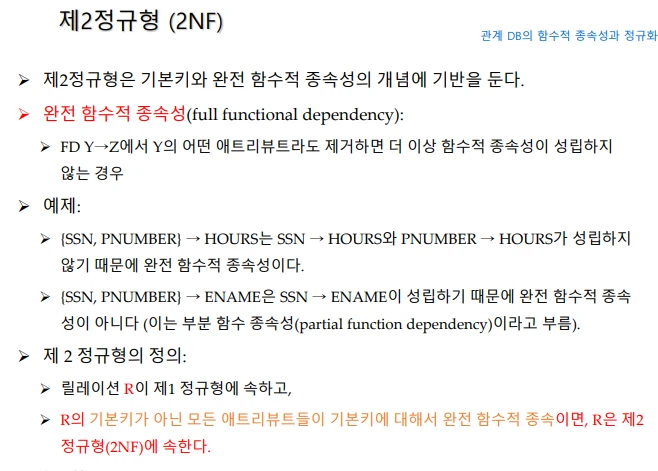 제2정규형 (2NF)
관계 DB의 함수적 종속성과 정규화
➢ 제2정규형은 기본키와 완전 함수적 종속성의 개념에 기반을 둔다.
➢ 완전 함수적 종속성(full functional dependency):
➢ FD Y→Z에서 Y의 어떤 애트리뷰트라도 제거하면 더 이상 함수적 종속성이 성립하지
않는 경우
➢ 예제:
➢ {SSN, PNUMBER} → HOURS는 SSN → HOURS와 PNUMBER → HOURS가 성립하지
않기 때문에 완전 함수적 종속성이다.
➢ {SSN, PNUMBER} → ENAME은 SSN → ENAME이 성립하기 때문에 완전 함수적 종속
성이 아니다 (이는 부분 함수 종속성(partial function dependency)이라고 부름).
➢ 제 2 정규형의 정의:
➢ 릴레이션 R이 제1 정규형에 속하고,
➢ R의 기본키가 아닌 모든 애트리뷰트들이 기본키에 대해서 완전 함수적 종속이면, R은 제2
정규형(2NF)에 속한다.